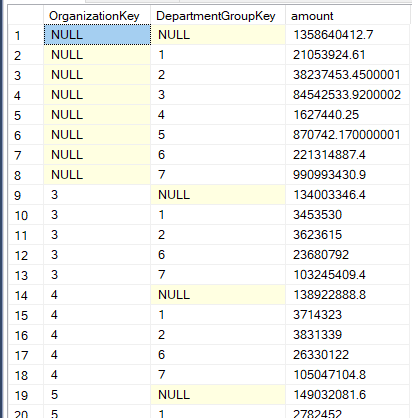 OrganizationKey DepartmentGroupKey amount
1 NULL NULL 1358640412.7
2 NULL 1 21053924.61
3 NULL 2 38237453.4500001
4 NULL 3 84542533.9200002
5 NULL 4 1627440.25
6 NULL 5 870742.170000001
7 NULL 6 221314887.4
8 NULL 7 990993430.9
9 3 NULL 134003346.4
10 3 1 3453530
11 3 2 3623615
12 3 6 23680792
13 3 7 103245409.4
14 4 NULL 138922888.8
15 4 1 3714323
16 4 2 3831339
17 4 6 26330122
18 4 7 105047104.8
19 5 NULL 149032081.6
20 5 1 2782452